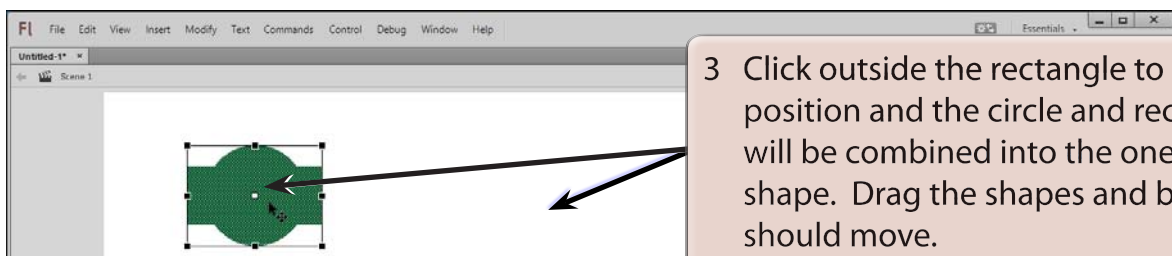 Fl File Edit View Insert Modify Text Commands Control Debug Window Help Essentials
Untitled-1* ×
Scene 1
3 Click outside the rectangle to
position and the circle and rec
will be combined into the one
shape. Drag the shapes and b
should move.